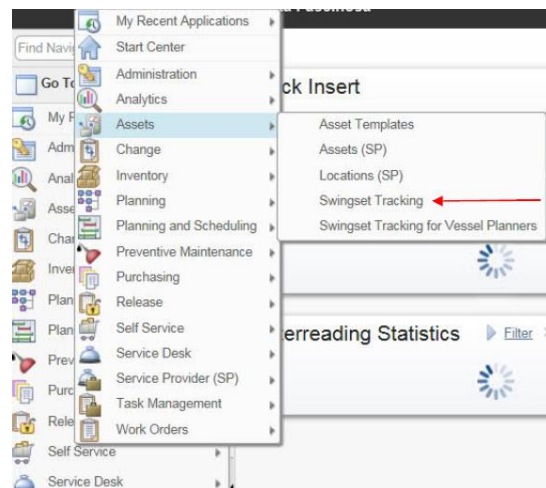 My Recent Applications
Start Center
Administration
Analytics
Assets
Change
Inventory
Planning
Planning and Scheduling
Preventive Maintenance
Purchasing
Release
Self Service
Service Desk
Service Provider (SP)
Task Management
Work Orders
Asset Templates
Assets (SP)
Locations (SP)
Swingset Tracking
Swingset Tracking for Vessel Planners
Find Navi
Go To
My R
Adm
Anal
Asse
Cha
Inve
Plan
Plan
Prev
Purc
Rele
Self Service
Service Desk
ck Insert
terreading Statistics
Filter